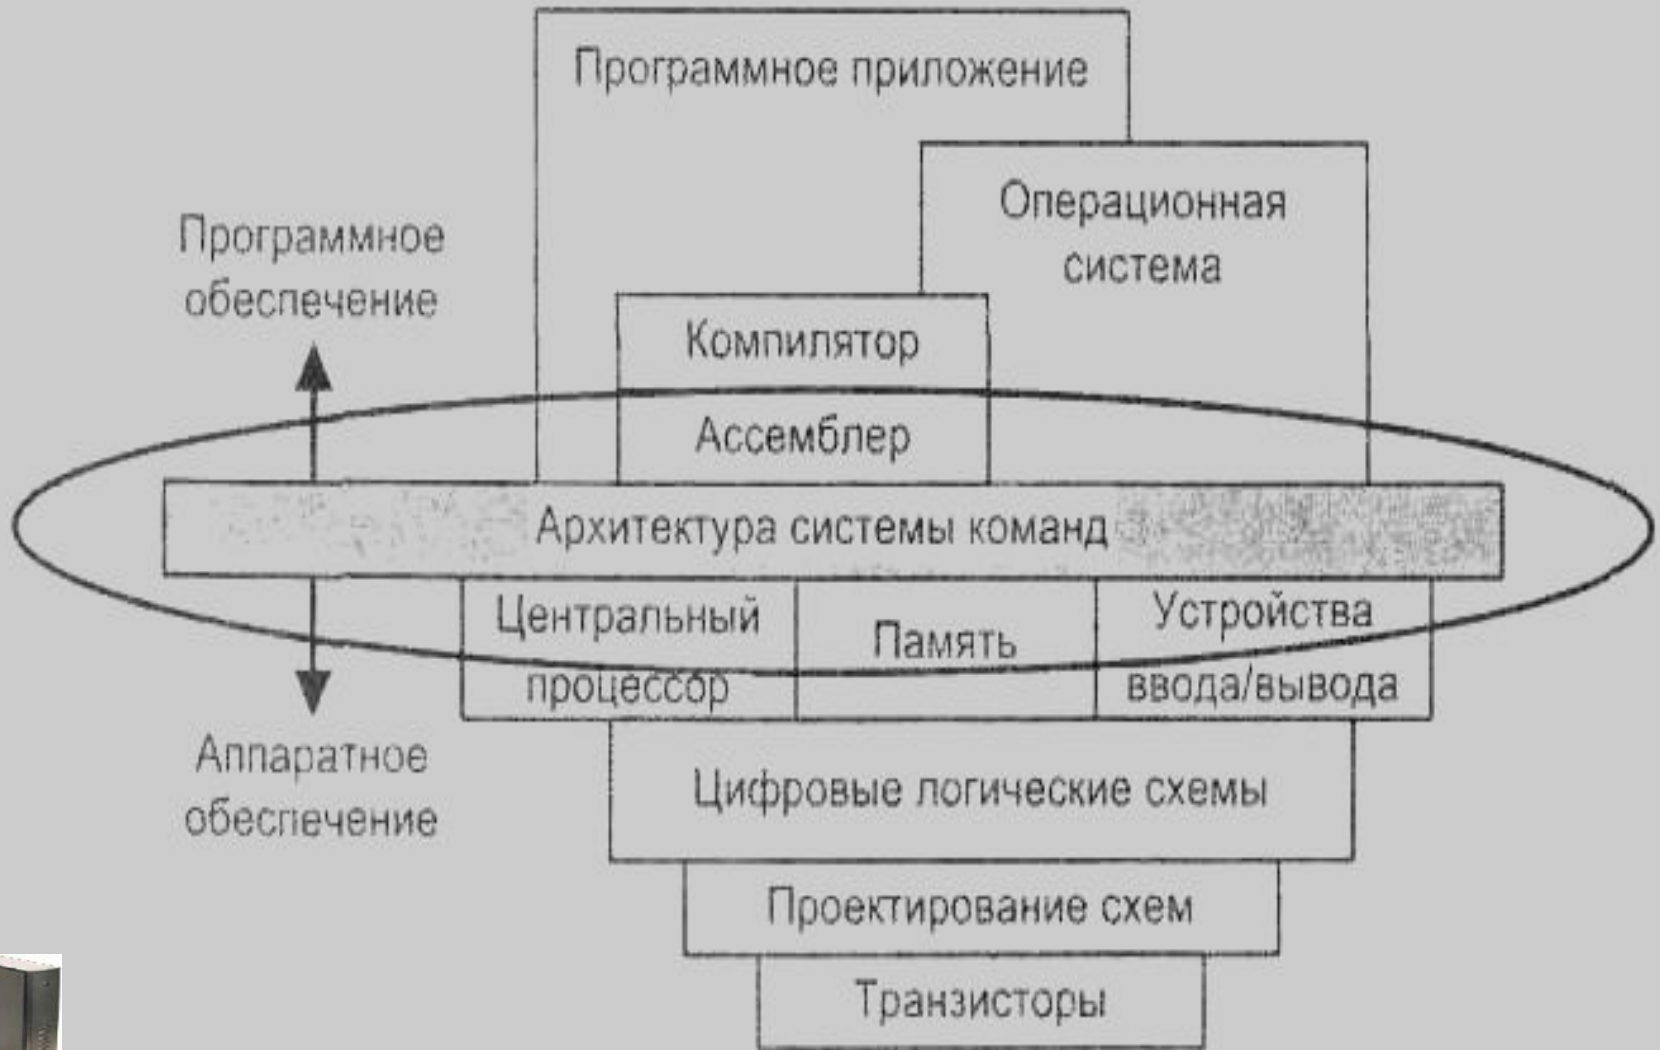 Программное приложение
Операционная
система
Программное
обеспечение
Компилятор
Ассемблер
Архитектура системы команд
Центральный
процессор
Память
Устройства
ввода/вывода
Аппаратное
обеспечение
Цифровые логические схемы
Проектирование схем
Транзисторы